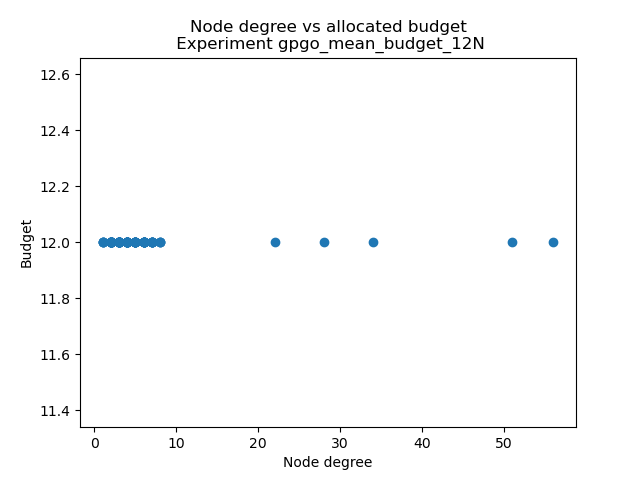 Node degree vs allocated budget
Experiment gpgo_mean_budget_12N
12.6
12.4
12.2
12.0
11.8
11.6
11.4
Budget
0 10 20 30 40 50
Node degree